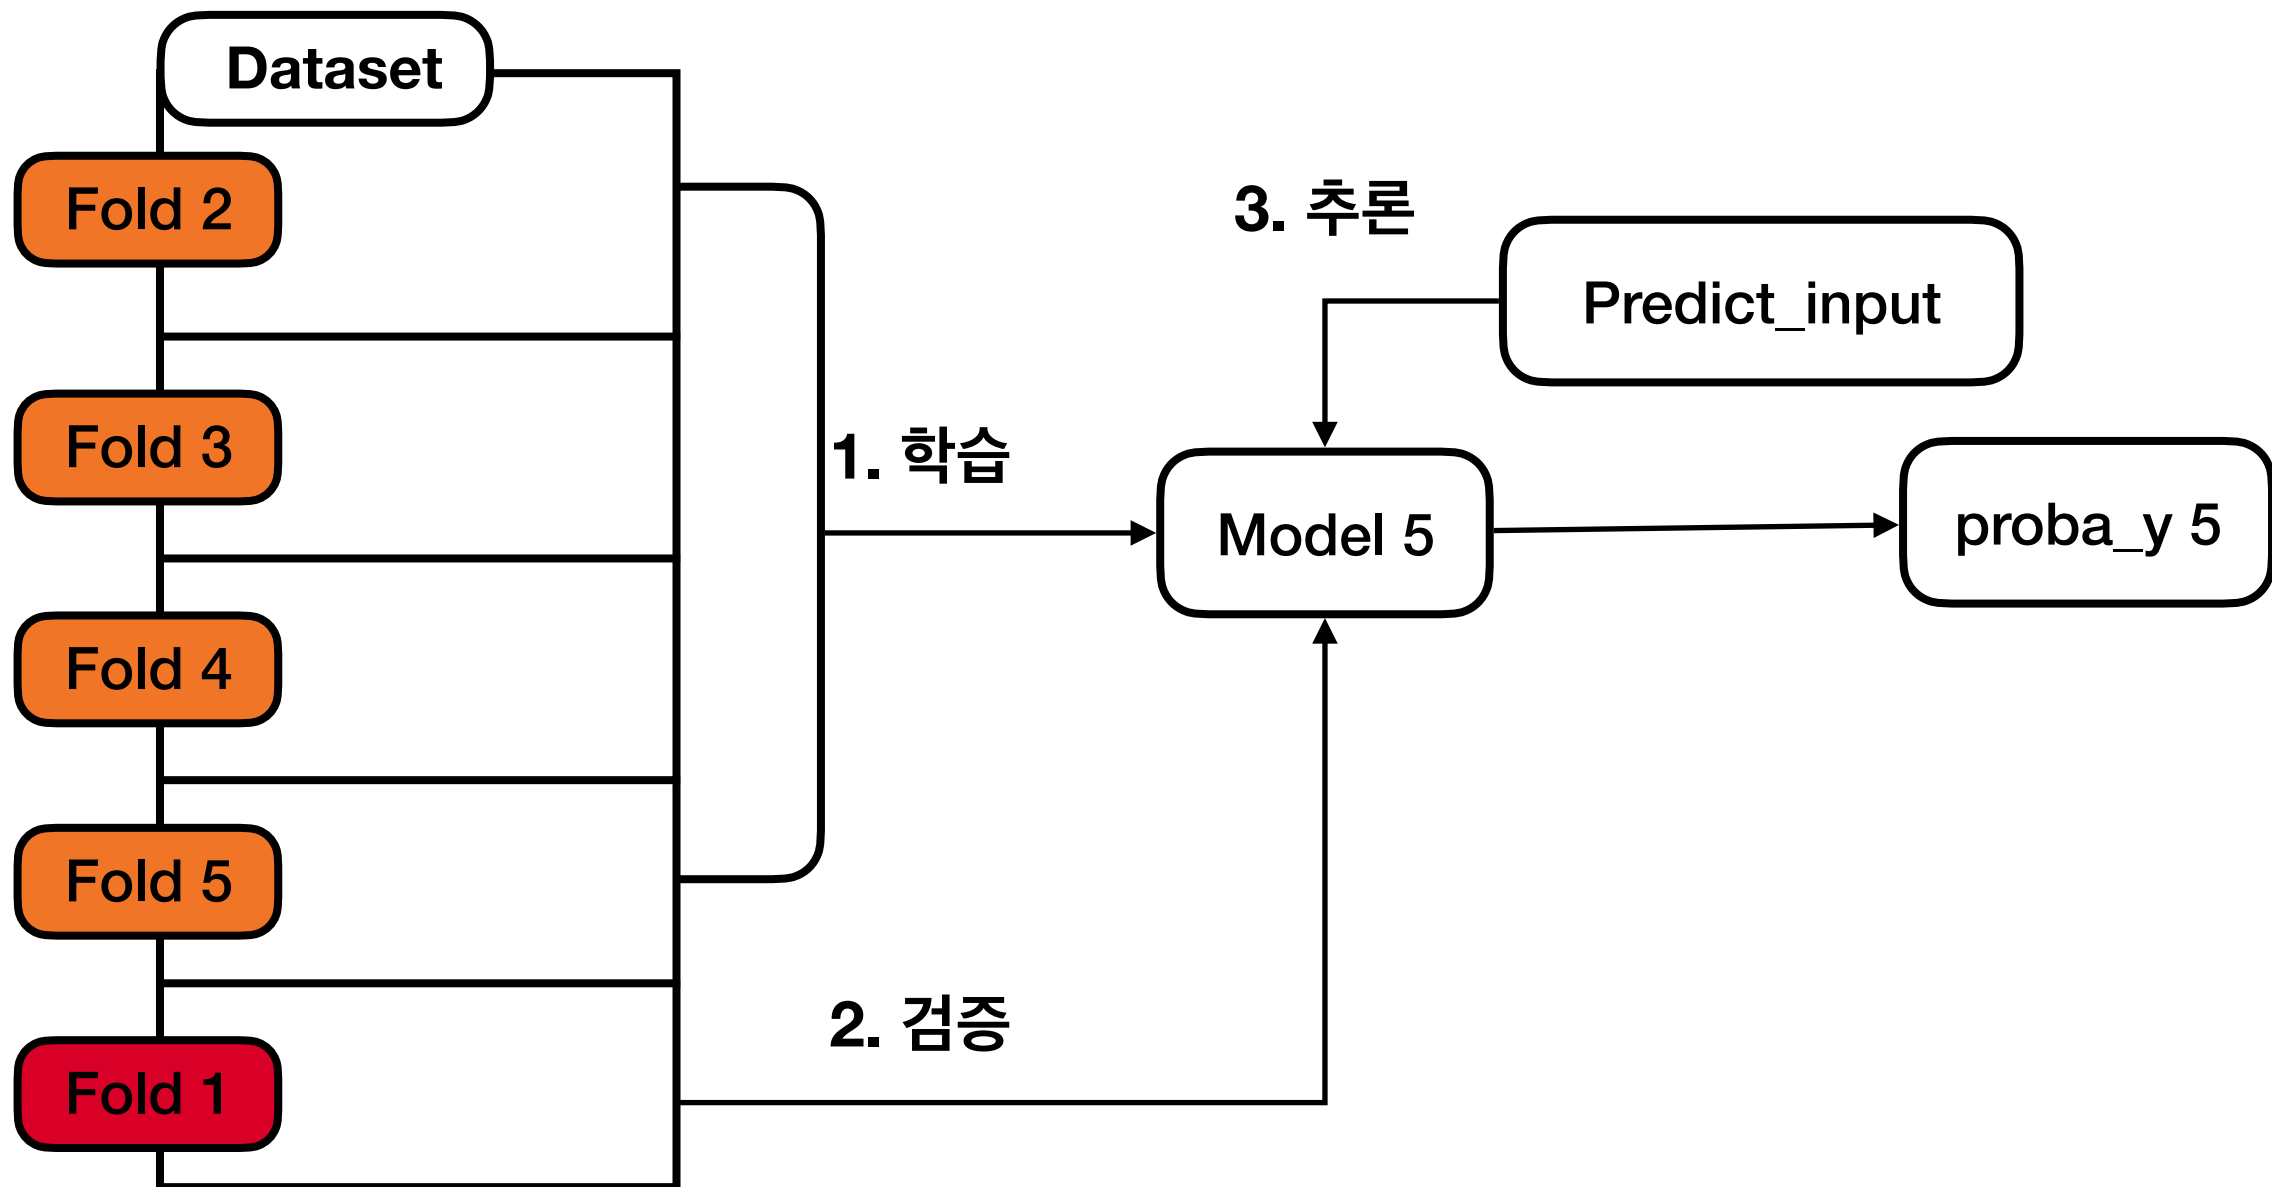 Dataset
Fold 2
Fold 3
Fold 4
Fold 5
Fold 1
1. 학습
2. 검증
3. 추론
Predict_input
Model 5
proba_y 5